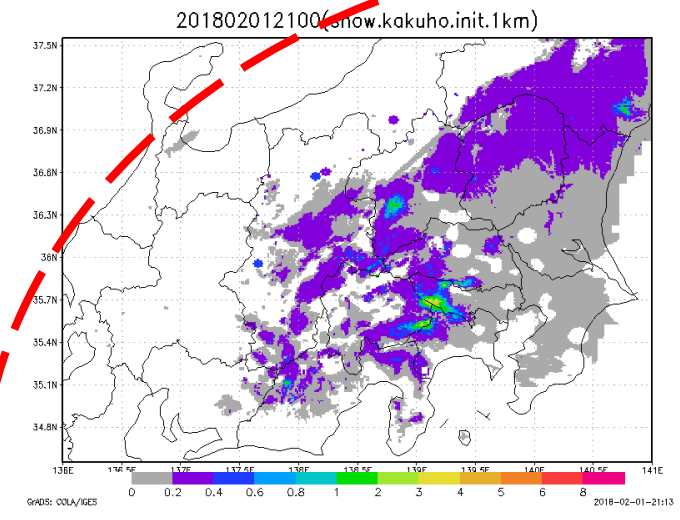 201802012100(snow.kakuho.init.1km)
37.5N
37.2N
36.9N
36.6N
36.3N
36N
35.7N
35.4N
35.1N
34.8N
136E 136.5E 137E 137.5E 138E 138.5E 139E 139.5E 140E 140.5E 141E
0 0.2 0.4 0.6 0.8 1 2 3 4 5 6 8
GrADS: COLA/IGES
2018-02-01-21:13